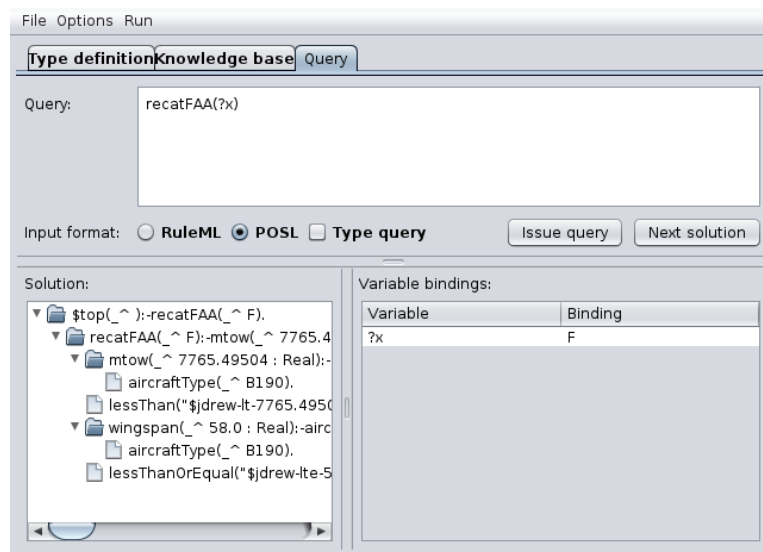 File Options Run
Type definition Knowledge base Query
Query:
recatFAA(?x)
Input format: RuleML POSL Type query Issue query Next solution
Solution:
$top(_^ ):-recatFAA(_^ F).
recatFAA(_^ F):-mtow(_^ 7765.4
mtow(_^ 7765.49504 : Real):-
aircraftType(_^ B190).
lessThan("$jdrew-lt-7765.4950
wingspan(_^ 58.0 : Real):-airc
aircraftType(_^ B190).
lessThanOrEqual("$jdrew-lte-5
Variable bindings:
Variable Binding
?x F